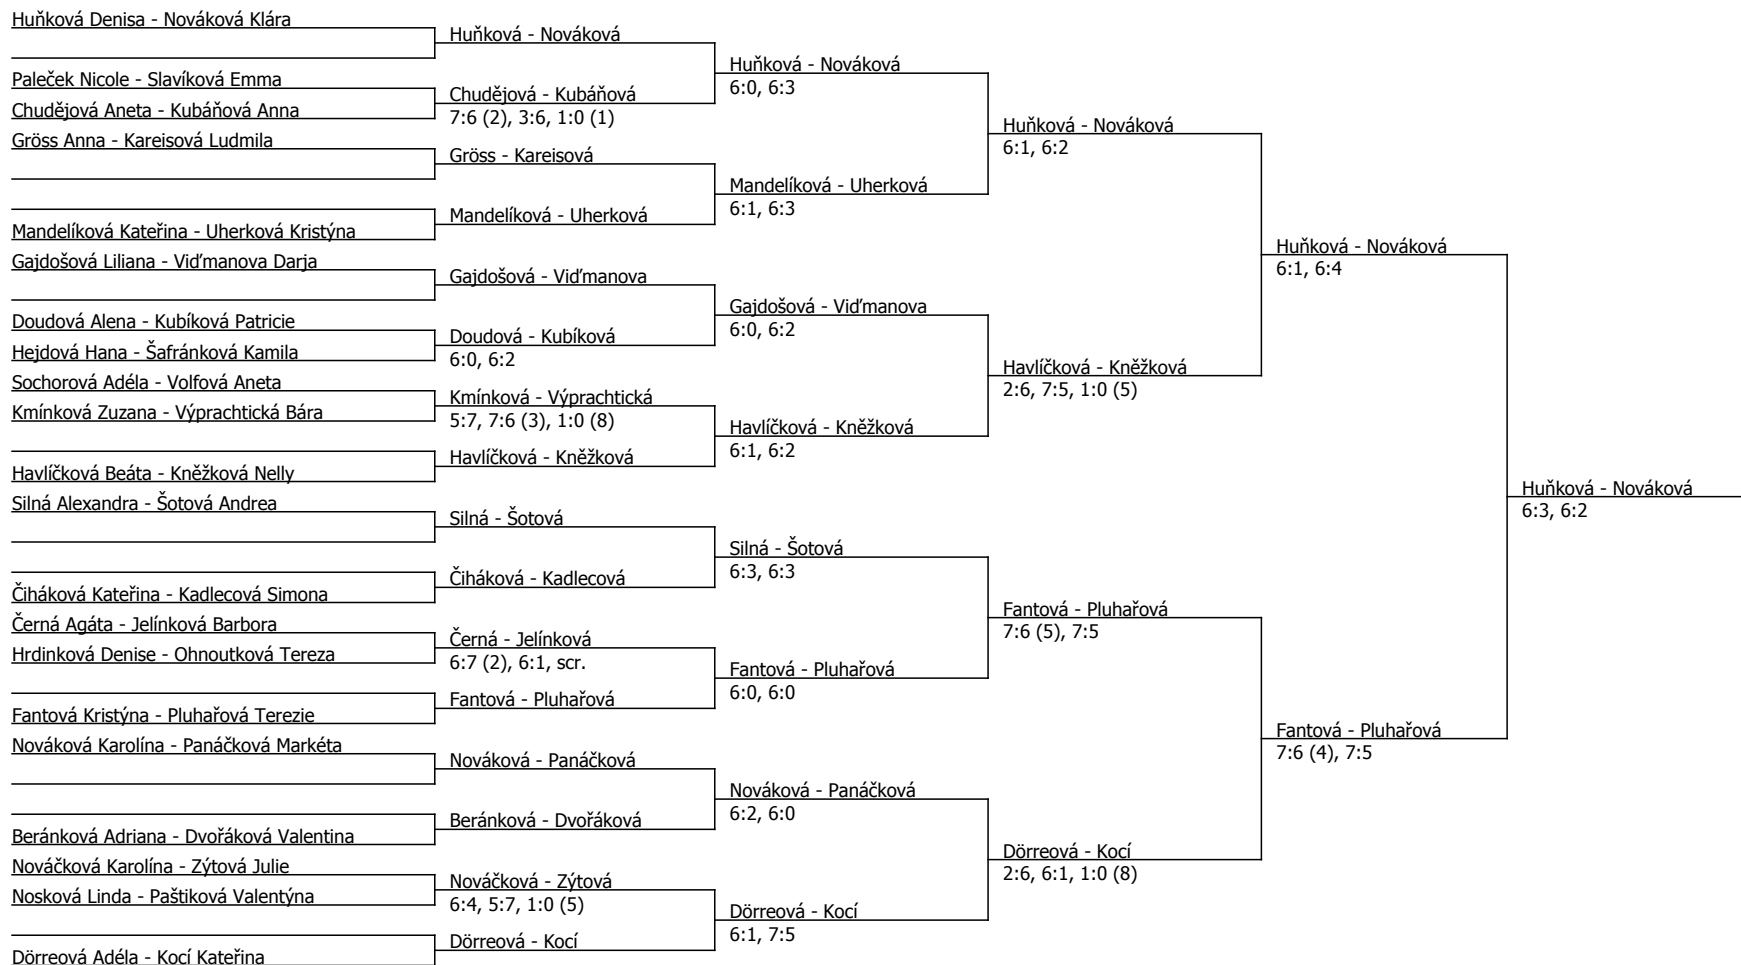 Huňková Denisa - Nováková Klára
Paleček Nicole - Slavíková Emma
Chudějová Aneta - Kubáňová Anna
Gröss Anna - Kareisová Ludmila
Mandelíková Kateřina - Uherková Kristýna
Gajdošová Liliana - Viďmanova Darja
Doudová Alena - Kubíková Patricie
Hejdová Hana - Šafránková Kamila
Sochorová Adéla - Volfová Aneta
Kmínková Zuzana - Výprachtická Bára
Havlíčková Beáta - Kněžková Nelly
Silná Alexandra - Šotová Andrea
Čiháková Kateřina - Kadlecová Simona
Černá Agáta - Jelínková Barbora
Hrdinková Denise - Ohnoutková Tereza
Fantová Kristýna - Pluhařová Terezie
Nováková Karolína - Panáčková Markéta
Beránková Adriana - Dvořáková Valentina
Nováčková Karolína - Zýtová Julie
Nosková Linda - Paštiková Valentýna
Dörreová Adéla - Kocí Kateřina
Huňková - Nováková
Chudějová - Kubáňová
7:6 (2), 3:6, 1:0 (1)
Gröss - Kareisová
Mandelíková - Uherková
Gajdošová - Viďmanova
Doudová - Kubíková
6:0, 6:2
Kmínková - Výprachtická
5:7, 7:6 (3), 1:0 (8)
Havlíčková - Kněžková
Silná - Šotová
Čiháková - Kadlecová
Černá - Jelínková
6:7 (2), 6:1, scr.
Fantová - Pluhařová
Nováková - Panáčková
Beránková - Dvořáková
Nováčková - Zýtová
6:4, 5:7, 1:0 (5)
Dörreová - Kocí
Huňková - Nováková
6:0, 6:3
Mandelíková - Uherková
6:1, 6:3
Gajdošová - Viďmanova
6:0, 6:2
Havlíčková - Kněžková
6:1, 6:2
Silná - Šotová
6:3, 6:3
Fantová - Pluhařová
6:0, 6:0
Nováková - Panáčková
6:2, 6:0
Dörreová - Kocí
6:1, 7:5
Huňková - Nováková
6:1, 6:2
Havlíčková - Kněžková
2:6, 7:5, 1:0 (5)
Fantová - Pluhařová
7:6 (5), 7:5
Dörreová - Kocí
2:6, 6:1, 1:0 (8)
Huňková - Nováková
6:1, 6:4
Fantová - Pluhařová
7:6 (4), 7:5
Huňková - Nováková
6:3, 6:2